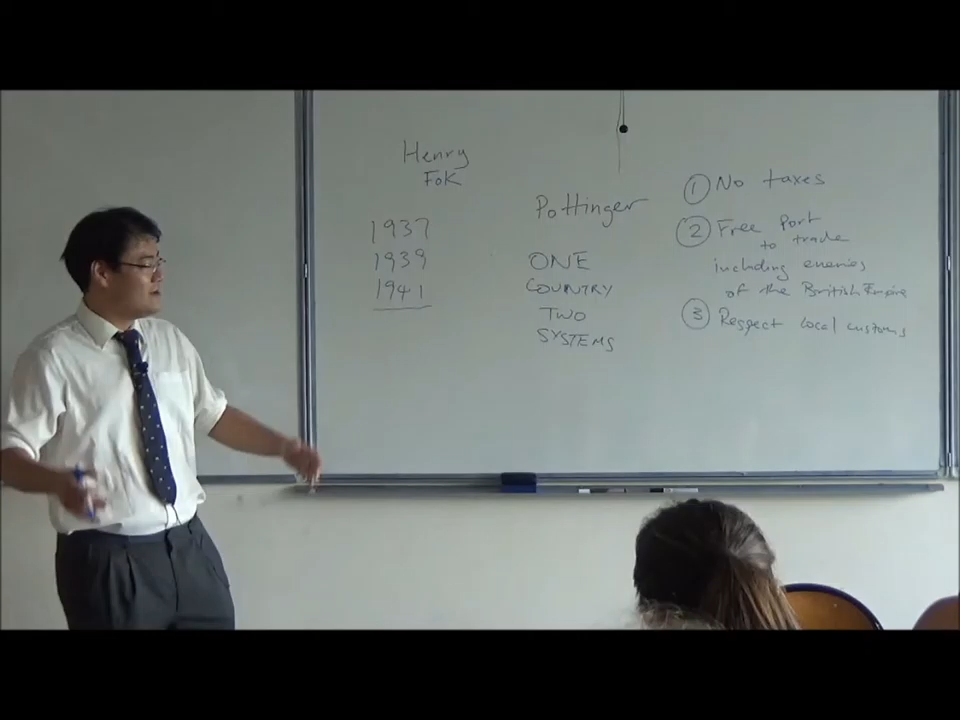 Henry
Fok
1937
1939
1941
Pottinger
ONE
COUNTRY
TWO
SYSTEMS
① No taxes
② Free Port
to trade
including enemies
of the British Empire
③ Respect local customs